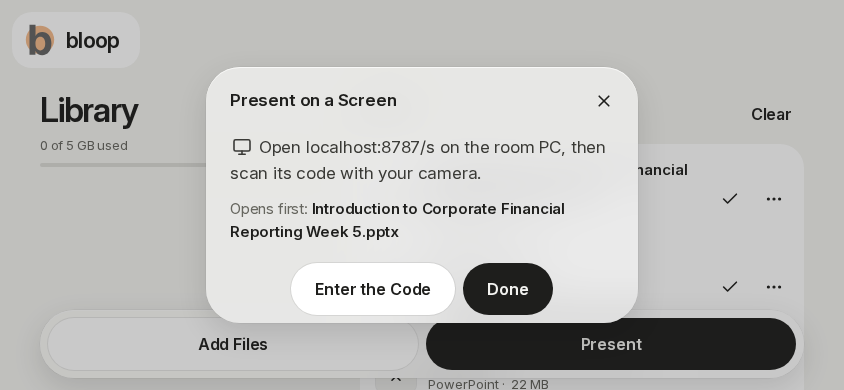 bloop
Library
0 of 5 GB used
Clear
Present on a Screen
Open localhost:8787/s on the room PC, then
scan its code with your camera.
Opens first: Introduction to Corporate Financial
Reporting Week 5.pptx
Enter the Code
Done
Add Files
Present
PowerPoint · 22 MB